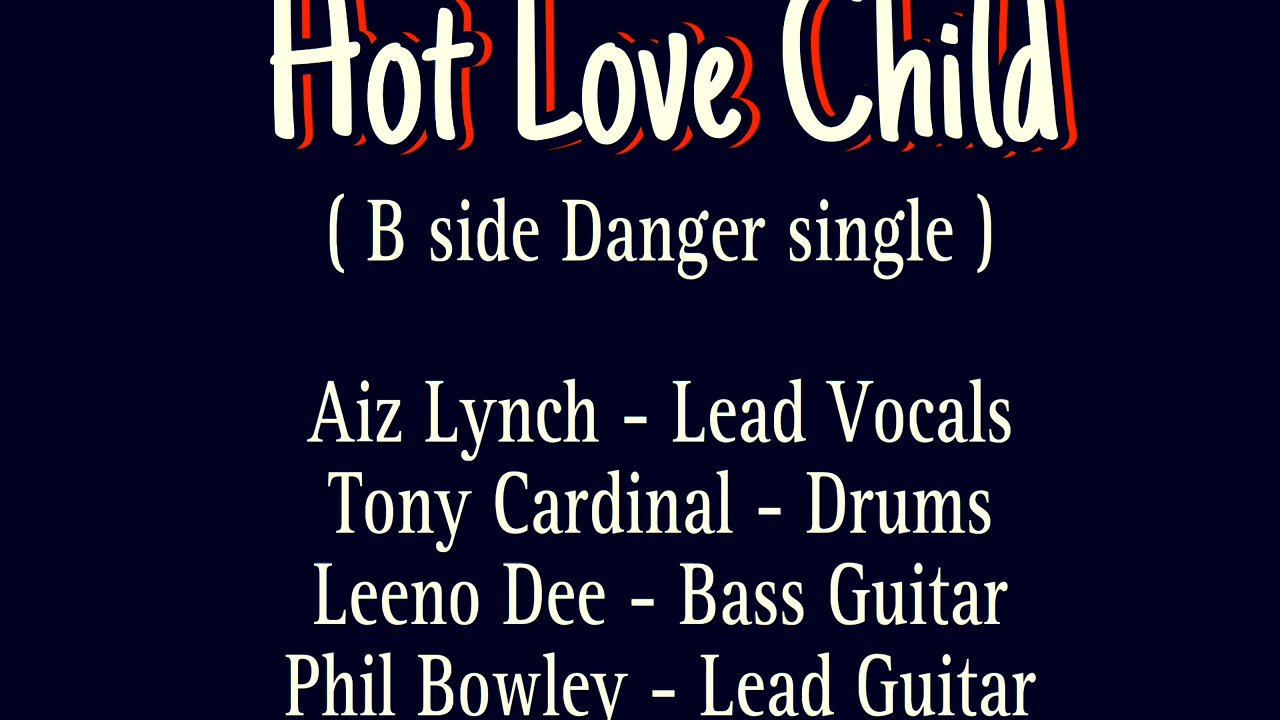 Hot Love Child
( B side Danger single )
Aiz Lynch - Lead Vocals
Tony Cardinal - Drums
Leeno Dee - Bass Guitar
Phil Bowley - Lead Guitar